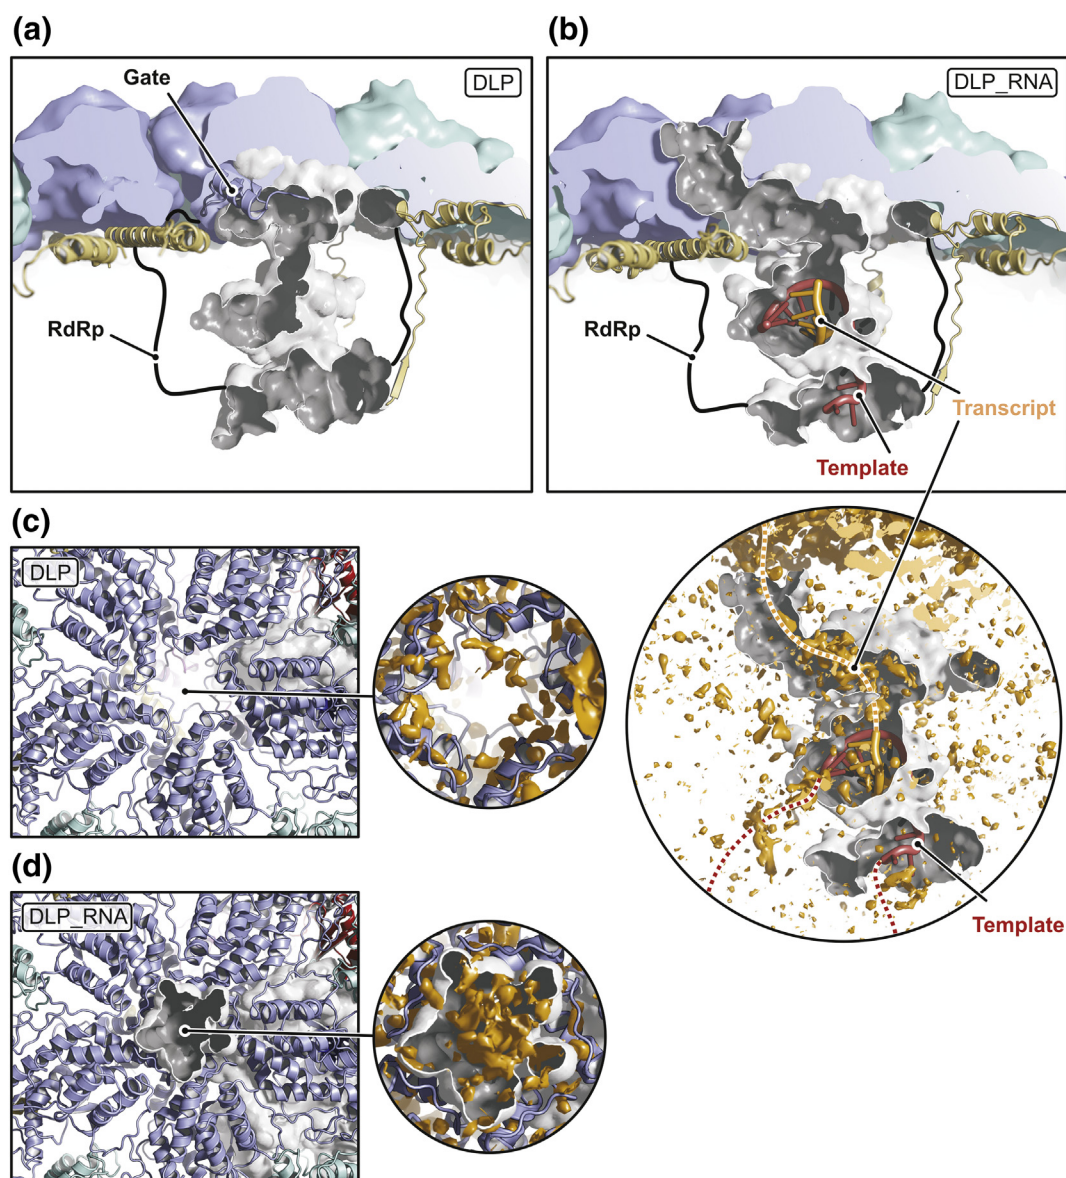 (a)
Gate
DLP
RdRp
(b)
DLP_RNA
RdRp
Transcript
Template
Template
(c)
DLP
(d)
DLP_RNA